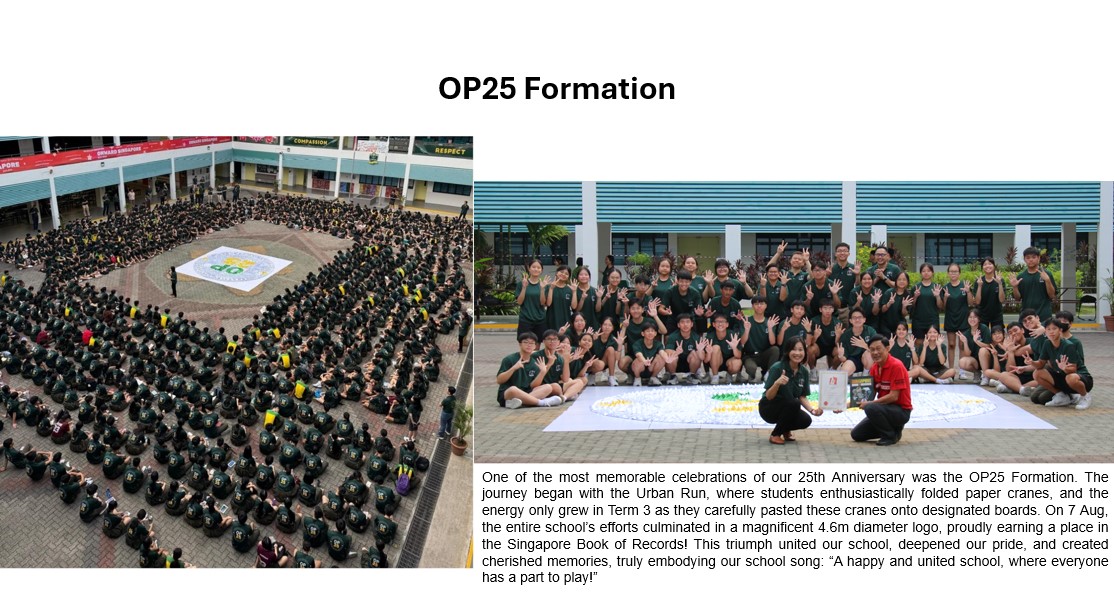 OP25 Formation
PORE
ONWARD SINGAPORE
COMPASSION
RESPECT
OP
One of the most memorable celebrations of our 25th Anniversary was the OP25 Formation. The
journey began with the Urban Run, where students enthusiastically folded paper cranes, and the
energy only grew in Term 3 as they carefully pasted these cranes onto designated boards. On 7 Aug,
the entire school’s efforts culminated in a magnificent 4.6m diameter logo, proudly earning a place in
the Singapore Book of Records! This triumph united our school, deepened our pride, and created
cherished memories, truly embodying our school song: “A happy and united school, where everyone
has a part to play!”